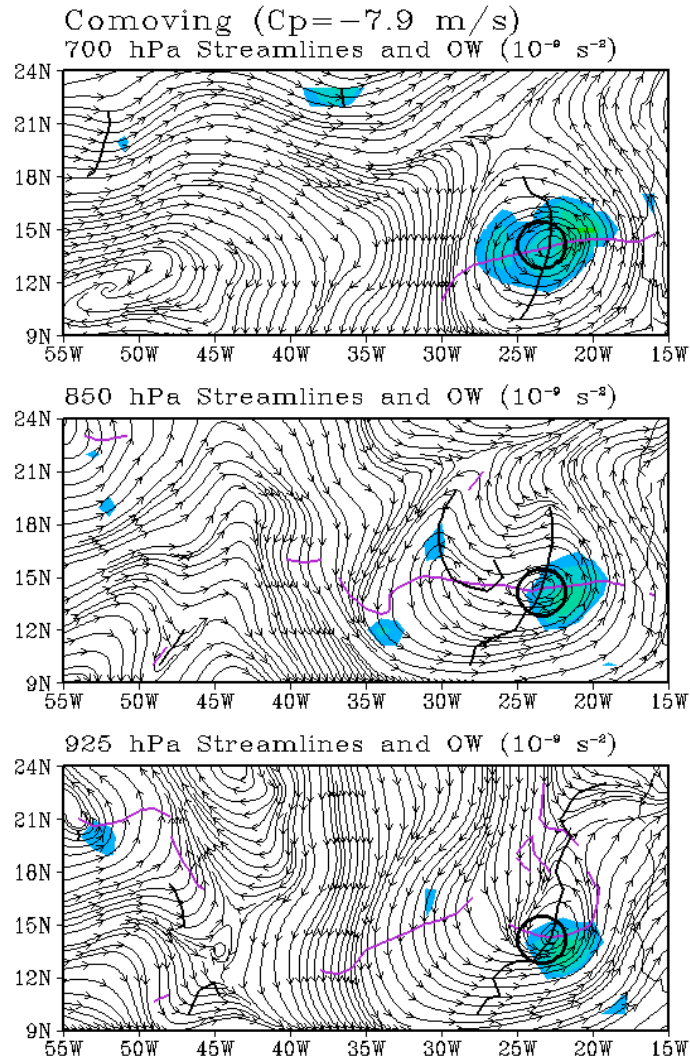 Comoving (Cp=−7.9 m/s)
700 hPa Streamlines and OW (10⁻⁹ s⁻²)
24N
21N
18N
15N
12N
9N
55W 50W 45W 40W 35W 30W 25W 20W 15W
850 hPa Streamlines and OW (10⁻⁹ s⁻²)
24N
21N
18N
15N
12N
9N
55W 50W 45W 40W 35W 30W 25W 20W 15W
925 hPa Streamlines and OW (10⁻⁹ s⁻²)
24N
21N
18N
15N
12N
9N
55W 50W 45W 40W 35W 30W 25W 20W 15W